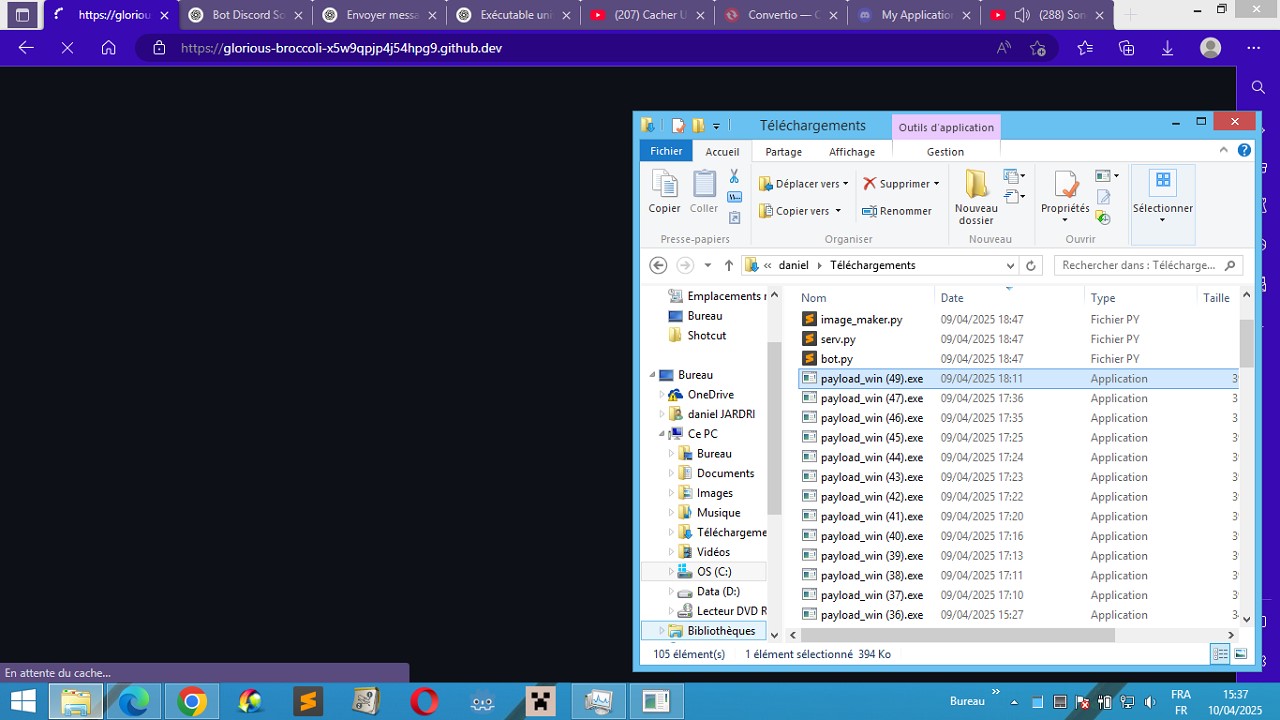 https://gloriou
Bot Discord So
Envoyer messa
Exécutable uni
(207) Cacher U
Convertio — C
My Application
(288) Son
https://glorious-broccoli-x5w9qpjp4j54hpg9.github.dev
Téléchargements
Outils d'application
Fichier
Accueil
Partage
Affichage
Gestion
Copier
Coller
Déplacer vers
Copier vers
Supprimer
Renommer
Nouveau
dossier
Propriétés
Sélectionner
Presse-papiers
Organiser
Nouveau
Ouvrir
« daniel Téléchargements
Rechercher dans : Télécharge...
Emplacements r
Bureau
Shotcut
Bureau
OneDrive
daniel JARDRI
Ce PC
Bureau
Documents
Images
Musique
Téléchargeme
Vidéos
OS (C:)
Data (D:)
Lecteur DVD R
Bibliothèques
Nom Date Type Taille
image_maker.py 09/04/2025 18:47 Fichier PY
serv.py 09/04/2025 18:47 Fichier PY
bot.py 09/04/2025 18:47 Fichier PY
payload_win (49).exe 09/04/2025 18:11 Application 3
payload_win (47).exe 09/04/2025 17:36 Application 3
payload_win (46).exe 09/04/2025 17:35 Application 3
payload_win (45).exe 09/04/2025 17:25 Application 3
payload_win (44).exe 09/04/2025 17:24 Application 3
payload_win (43).exe 09/04/2025 17:23 Application 3
payload_win (42).exe 09/04/2025 17:22 Application 3
payload_win (41).exe 09/04/2025 17:20 Application 3
payload_win (40).exe 09/04/2025 17:16 Application 3
payload_win (39).exe 09/04/2025 17:13 Application 3
payload_win (38).exe 09/04/2025 17:11 Application 3
payload_win (37).exe 09/04/2025 17:10 Application 3
payload_win (36).exe 09/04/2025 15:27 Application 3
105 élément(s) 1 élément sélectionné 394 Ko
En attente du cache...
Bureau
FRA
FR
15:37
10/04/2025